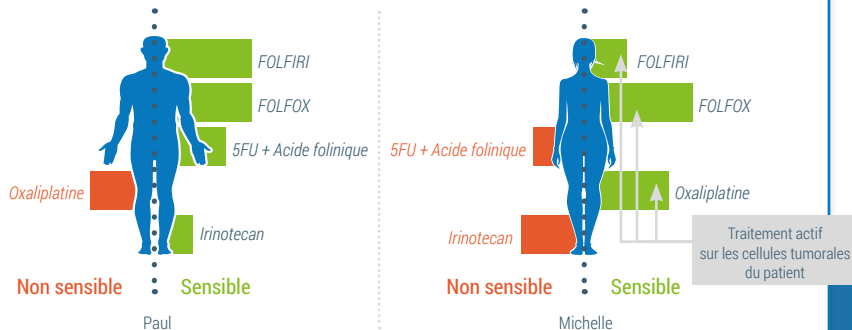 FOLFIRI
FOLFOX
5FU + Acide folinique
Oxaliplatine
Irinotecan
Non sensible
Sensible
Paul
FOLFIRI
FOLFOX
5FU + Acide folinique
Oxaliplatine
Irinotecan
Traitement actif
sur les cellules tumorales
du patient
Non sensible
Sensible
Michelle